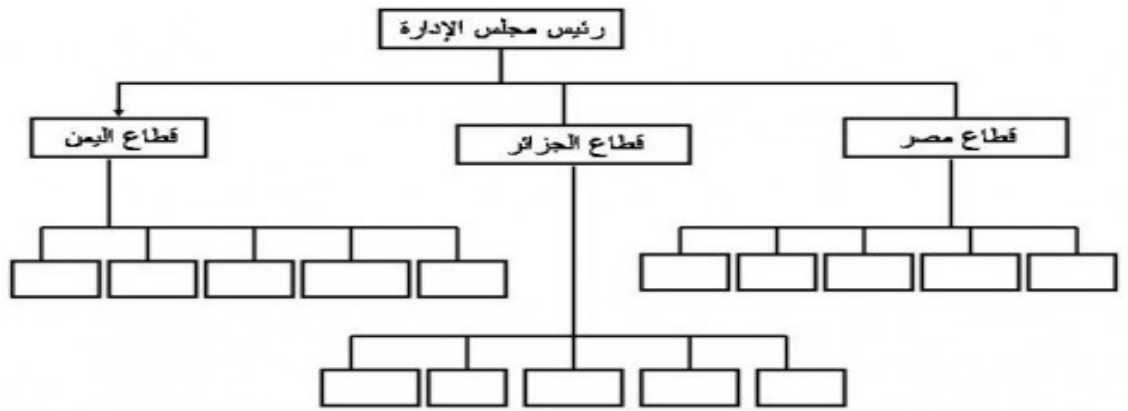 رئيس مجلس الإدارة
قطاع مصر
قطاع الجزائر
قطاع اليمن